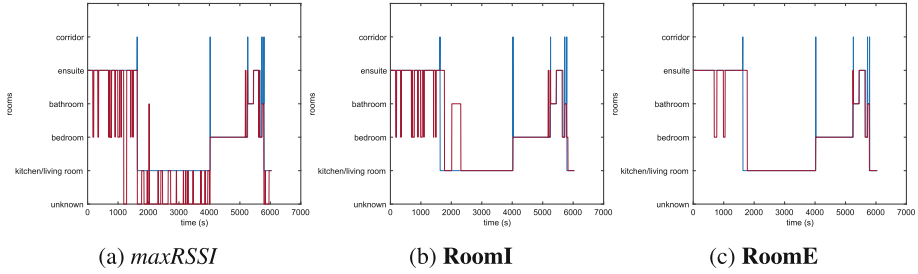 corridor
ensuite
bathroom
bedroom
kitchen/living room
unknown
rooms
0 1000 2000 3000 4000 5000 6000 7000
time (s)
(a) maxRSSI
corridor
ensuite
bathroom
bedroom
kitchen/living room
unknown
rooms
0 1000 2000 3000 4000 5000 6000 7000
time (s)
(b) RoomI
corridor
ensuite
bathroom
bedroom
kitchen/living room
unknown
rooms
0 1000 2000 3000 4000 5000 6000 7000
time (s)
(c) RoomE